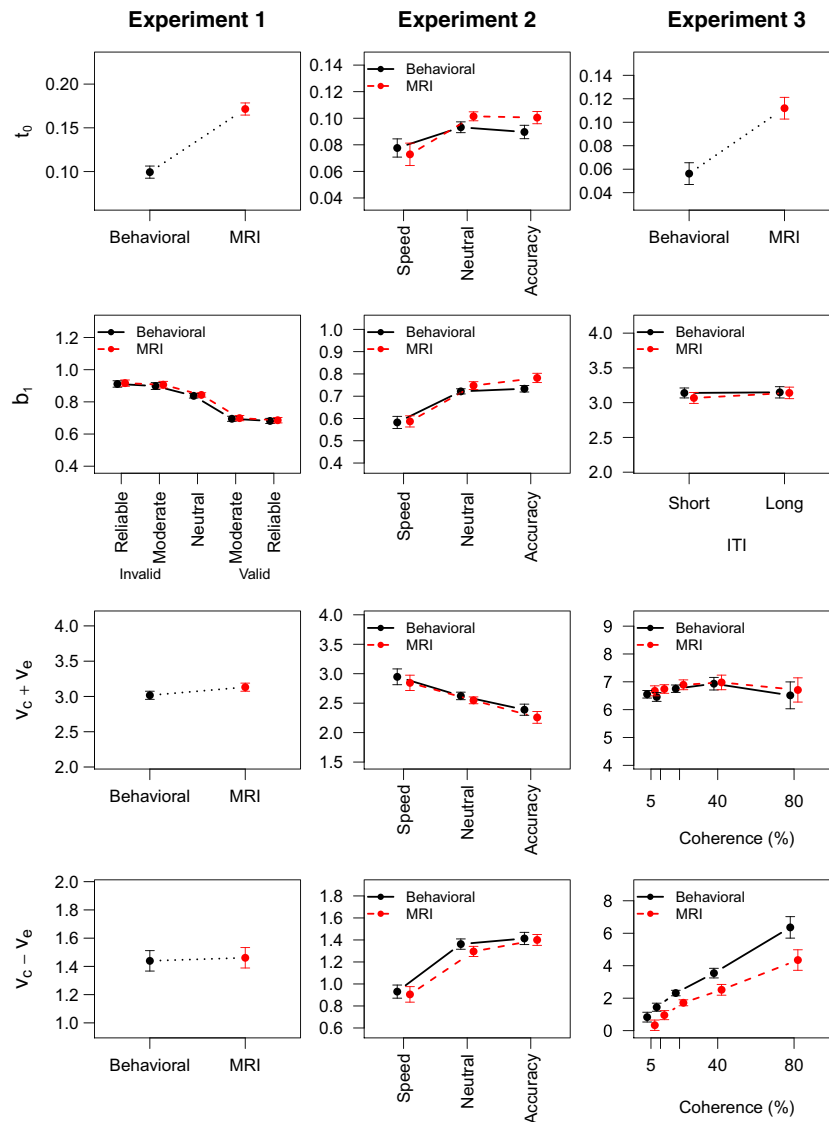 Experiment 1 Experiment 2 Experiment 3
t0
0.20
0.15
0.10
Behavioral MRI
0.14
0.12
0.10
0.08
0.06
0.04
Behavioral
MRI
Speed Neutral Accuracy
0.14
0.12
0.10
0.08
0.06
0.04
Behavioral MRI
b1
1.2
1.0
0.8
0.6
0.4
Behavioral
MRI
Reliable Moderate Neutral Moderate Reliable
Invalid Valid
1.0
0.9
0.8
0.7
0.6
0.5
0.4
Behavioral
MRI
Speed Neutral Accuracy
4.0
3.5
3.0
2.5
2.0
Behavioral
MRI
Short Long
ITI
vc + ve
4.0
3.5
3.0
2.5
2.0
Behavioral MRI
4.0
3.5
3.0
2.5
2.0
1.5
Behavioral
MRI
Speed Neutral Accuracy
9
8
7
6
5
4
Behavioral
MRI
5 40 80
Coherence (%)
vc − ve
2.0
1.8
1.6
1.4
1.2
1.0
Behavioral MRI
1.8
1.6
1.4
1.2
1.0
0.8
0.6
Behavioral
MRI
Speed Neutral Accuracy
8
6
4
2
0
Behavioral
MRI
5 40 80
Coherence (%)